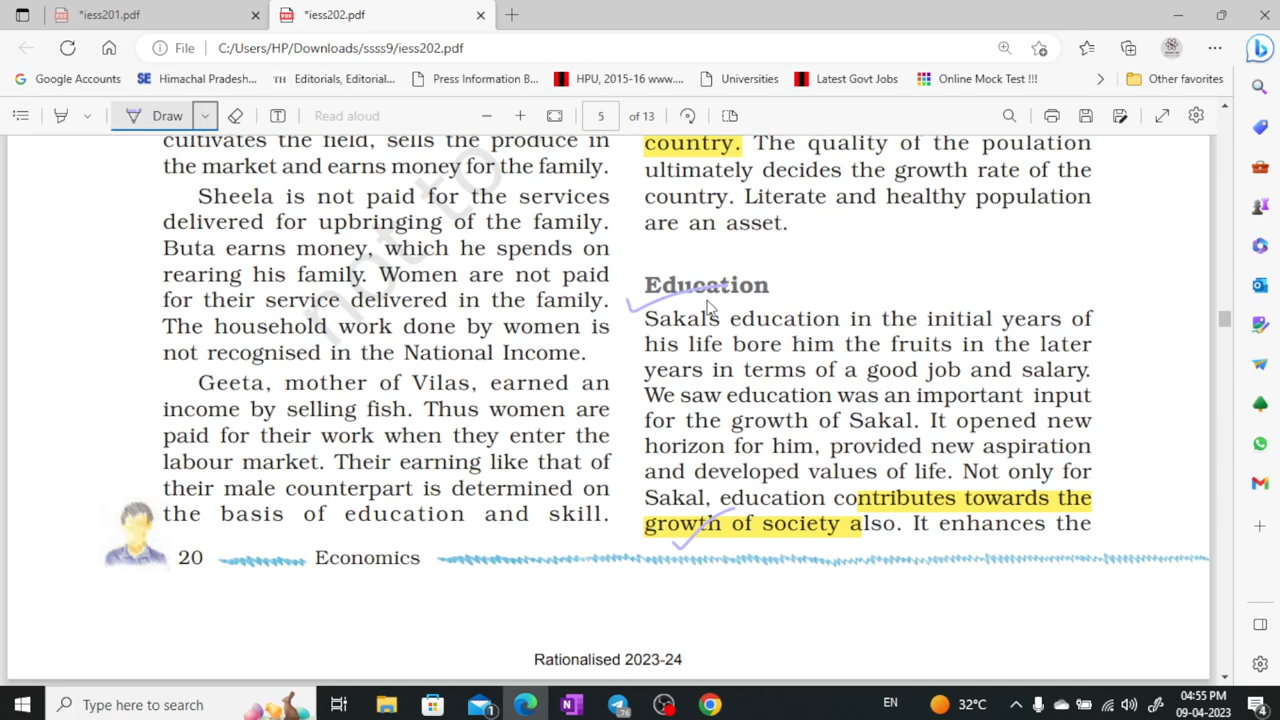 *iess201.pdf
*iess202.pdf
File
C:/Users/HP/Downloads/ssss9/iess202.pdf
Google Accounts
SE Himachal Pradesh...
TH Editorials, Editorial...
Press Information B...
HPU, 2015-16 www....
Universities
Latest Govt Jobs
Online Mock Test !!!
Other favorites
Draw
Read aloud
5 of 13
cultivates the field, sells the produce in
the market and earns money for the family.
Sheela is not paid for the services
delivered for upbringing of the family.
Buta earns money, which he spends on
rearing his family. Women are not paid
for their service delivered in the family.
The household work done by women is
not recognised in the National Income.
Geeta, mother of Vilas, earned an
income by selling fish. Thus women are
paid for their work when they enter the
labour market. Their earning like that of
their male counterpart is determined on
the basis of education and skill.
country. The quality of the poulation
ultimately decides the growth rate of the
country. Literate and healthy population
are an asset.
Education
Sakal's education in the initial years of
his life bore him the fruits in the later
years in terms of a good job and salary.
We saw education was an important input
for the growth of Sakal. It opened new
horizon for him, provided new aspiration
and developed values of life. Not only for
Sakal, education contributes towards the
growth of society also. It enhances the
not to
20 Economics
Rationalised 2023-24
Type here to search
1
76
EN
32°C
04:55 PM
09-04-2023
4